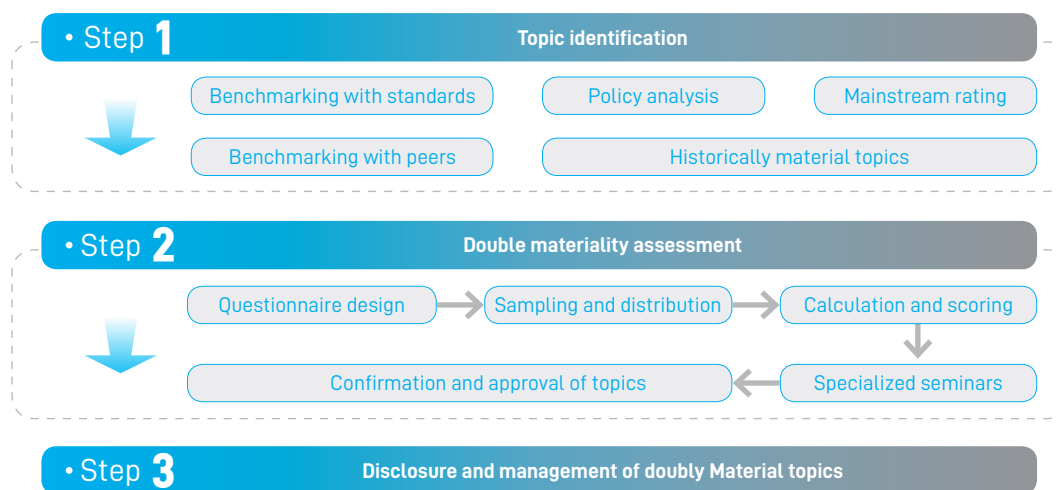 • Step 1 Topic identification
Benchmarking with standards Policy analysis Mainstream rating
Benchmarking with peers Historically material topics
• Step 2 Double materiality assessment
Questionnaire design Sampling and distribution Calculation and scoring
Confirmation and approval of topics Specialized seminars
• Step 3 Disclosure and management of doubly Material topics